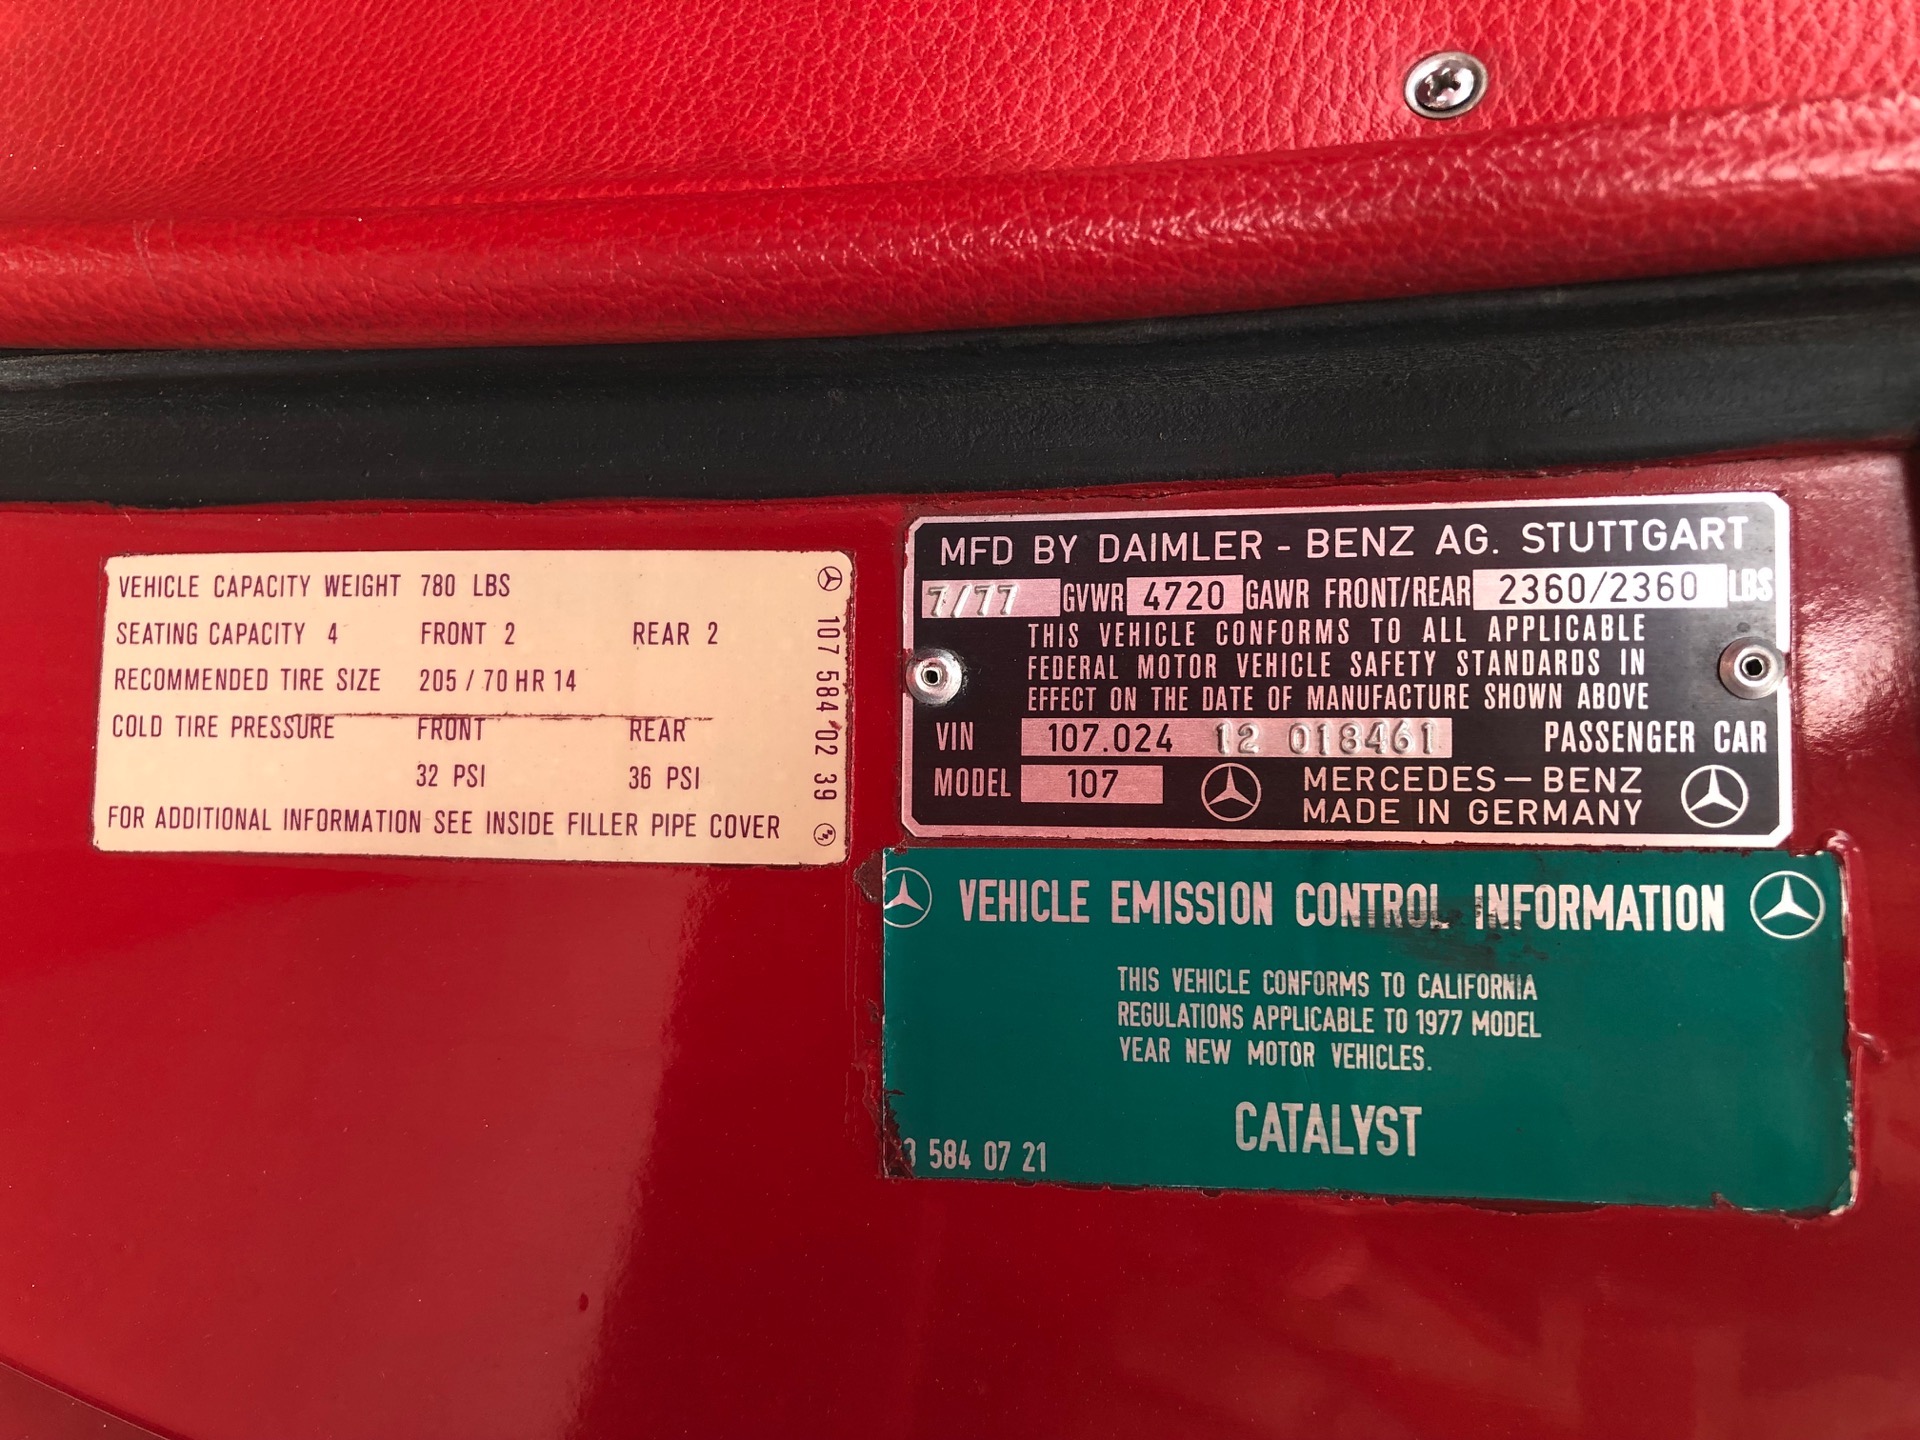 VEHICLE CAPACITY WEIGHT 780 LBS
SEATING CAPACITY 4 FRONT 2 REAR 2
RECOMMENDED TIRE SIZE 205 / 70 HR 14
COLD TIRE PRESSURE FRONT REAR
32 PSI 36 PSI
FOR ADDITIONAL INFORMATION SEE INSIDE FILLER PIPE COVER
107 584 02 39
MFD BY DAIMLER - BENZ AG. STUTTGART
7/77 GVWR 4720 GAWR FRONT/REAR 2360/2360 LBS
THIS VEHICLE CONFORMS TO ALL APPLICABLE
FEDERAL MOTOR VEHICLE SAFETY STANDARDS IN
EFFECT ON THE DATE OF MANUFACTURE SHOWN ABOVE
VIN 107.024 12 018461 PASSENGER CAR
MODEL 107 MERCEDES – BENZ
MADE IN GERMANY
VEHICLE EMISSION CONTROL INFORMATION
THIS VEHICLE CONFORMS TO CALIFORNIA
REGULATIONS APPLICABLE TO 1977 MODEL
YEAR NEW MOTOR VEHICLES.
CATALYST
3 584 07 21